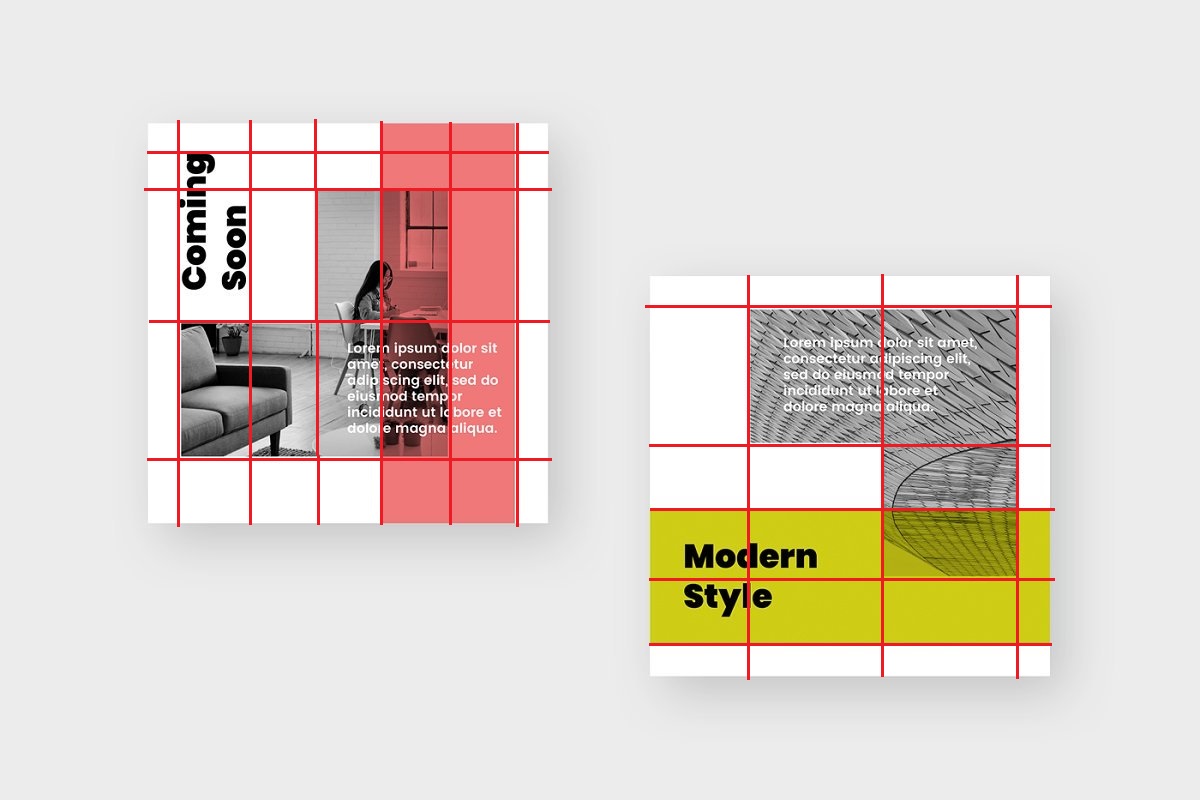 Coming
Soon
Lorem ipsum dolor sit
amet, consectetur
adipiscing elit, sed do
eiusmod tempor
incididunt ut labore et
dolore magna aliqua.
Lorem ipsum dolor sit amet,
consectetur adipiscing elit,
sed do eiusmod tempor
incididunt ut labore et
dolore magna aliqua.
Modern
Style